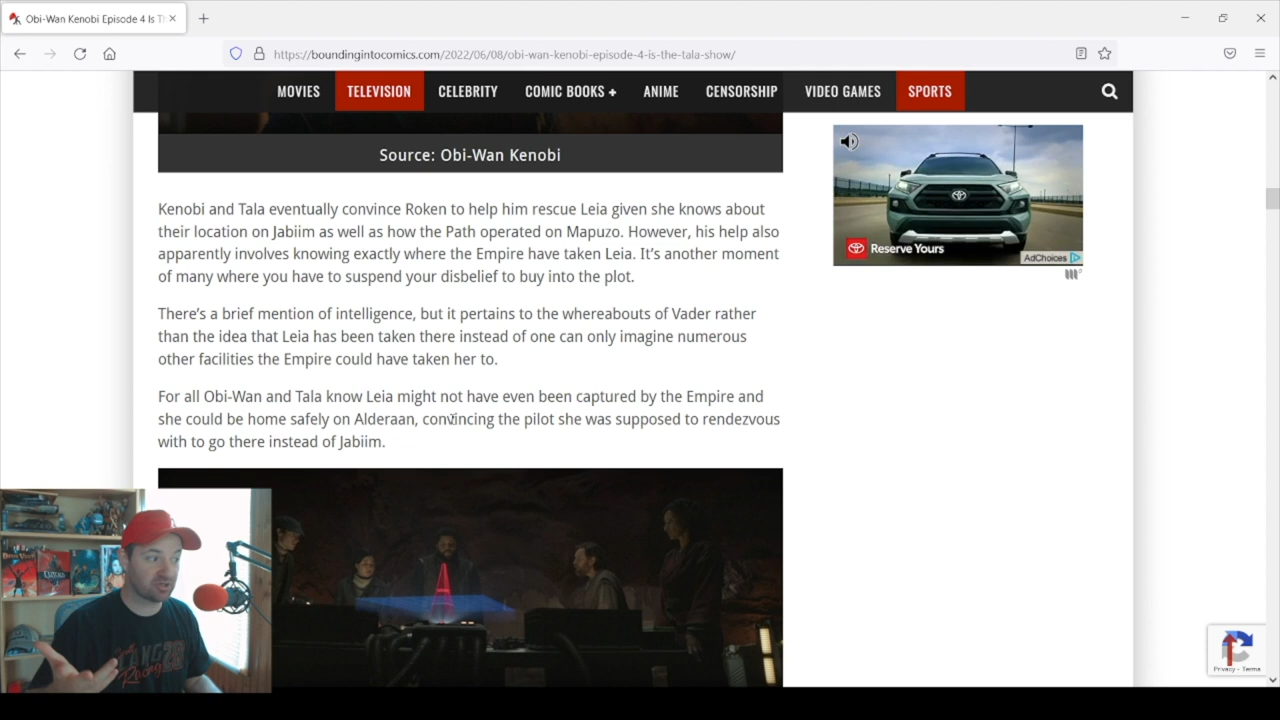 Obi-Wan Kenobi Episode 4 Is Th
https://boundingintocomics.com/2022/06/08/obi-wan-kenobi-episode-4-is-the-tala-show/
MOVIES TELEVISION CELEBRITY COMIC BOOKS + ANIME CENSORSHIP VIDEO GAMES SPORTS
Source: Obi-Wan Kenobi
Reserve Yours
AdChoices
Kenobi and Tala eventually convince Roken to help him rescue Leia given she knows about
their location on Jabiim as well as how the Path operated on Mapuzo. However, his help also
apparently involves knowing exactly where the Empire have taken Leia. It's another moment
of many where you have to suspend your disbelief to buy into the plot.
There's a brief mention of intelligence, but it pertains to the whereabouts of Vader rather
than the idea that Leia has been taken there instead of one can only imagine numerous
other facilities the Empire could have taken her to.
For all Obi-Wan and Tala know Leia might not have even been captured by the Empire and
she could be home safely on Alderaan, convincing the pilot she was supposed to rendezvous
with to go there instead of Jabiim.
Privacy - Terms